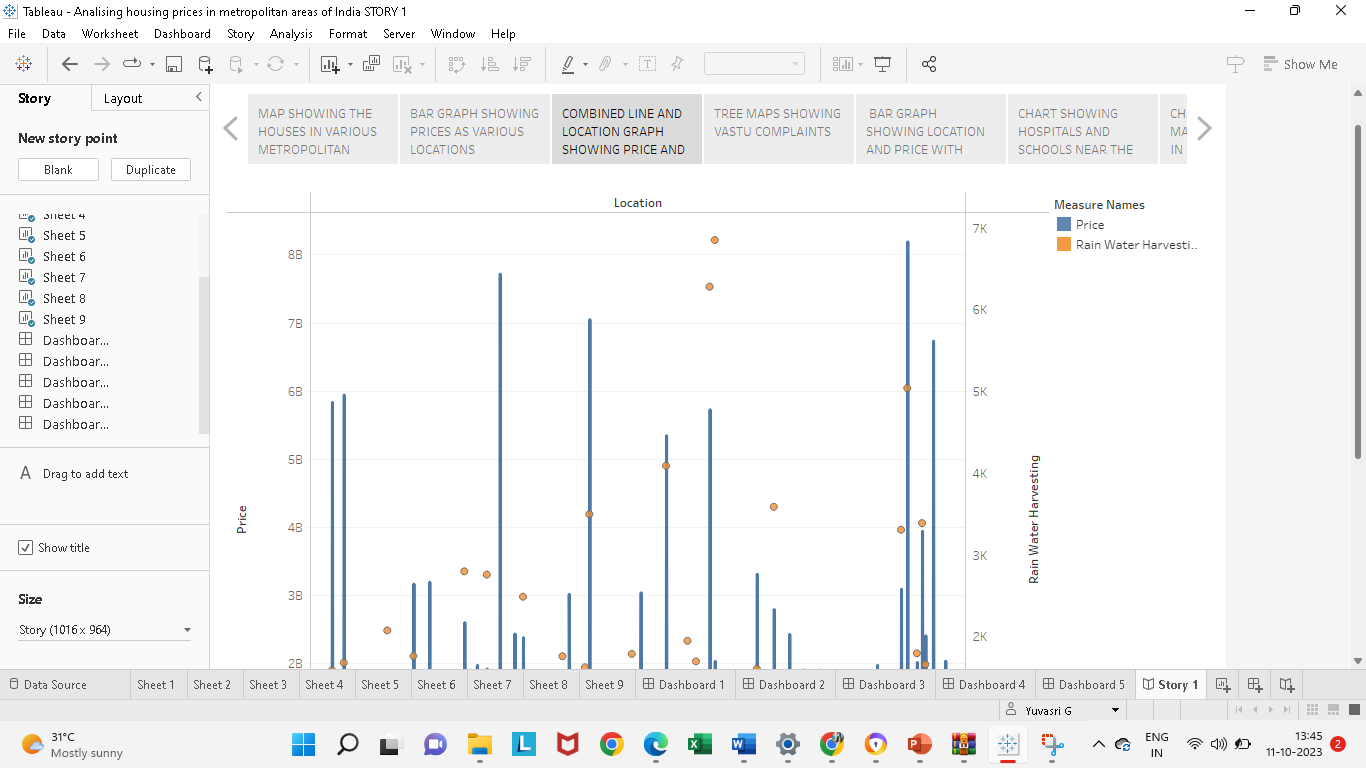 Tableau - Analising housing prices in metropolitan areas of India STORY 1
File Data Worksheet Dashboard Story Analysis Format Server Window Help
Show Me
Story Layout
New story point
Blank Duplicate
Sheet 4
Sheet 5
Sheet 6
Sheet 7
Sheet 8
Sheet 9
Dashboar...
Dashboar...
Dashboar...
Dashboar...
Dashboar...
A Drag to add text
Show title
Size
Story (1016 x 964)
MAP SHOWING THE
HOUSES IN VARIOUS
METROPOLITAN
BAR GRAPH SHOWING
PRICES AS VARIOUS
LOCATIONS
COMBINED LINE AND
LOCATION GRAPH
SHOWING PRICE AND
TREE MAPS SHOWING
VASTU COMPLAINTS
BAR GRAPH
SHOWING LOCATION
AND PRICE WITH
CHART SHOWING
HOSPITALS AND
SCHOOLS NEAR THE
CH
MA
IN
Location
8B
7B
6B
5B
4B
3B
2B
Price
7K
6K
5K
4K
3K
2K
Rain Water Harvesting
Measure Names
Price
Rain Water Harvesti..
Data Source Sheet 1 Sheet 2 Sheet 3 Sheet 4 Sheet 5 Sheet 6 Sheet 7 Sheet 8 Sheet 9 Dashboard 1 Dashboard 2 Dashboard 3 Dashboard 4 Dashboard 5 Story 1
Yuvasri G
31°C
Mostly sunny
ENG
IN
13:45
11-10-2023
2